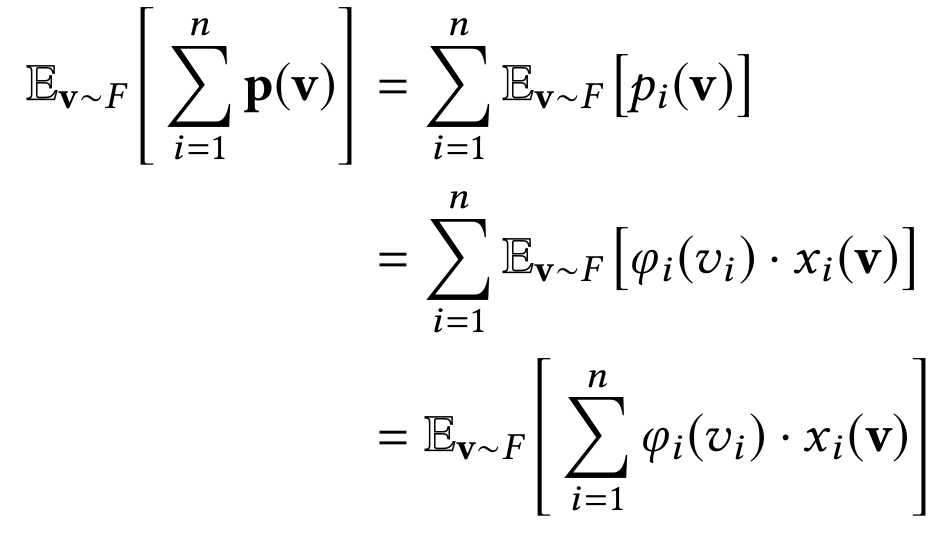 𝔼_{𝐯∼F}[∑_{i=1}^{n} 𝐩(𝐯)] = ∑_{i=1}^{n} 𝔼_{𝐯∼F}[p_i(𝐯)]
= ∑_{i=1}^{n} 𝔼_{𝐯∼F}[φ_i(v_i) · x_i(𝐯)]
= 𝔼_{𝐯∼F}[∑_{i=1}^{n} φ_i(v_i) · x_i(𝐯)]